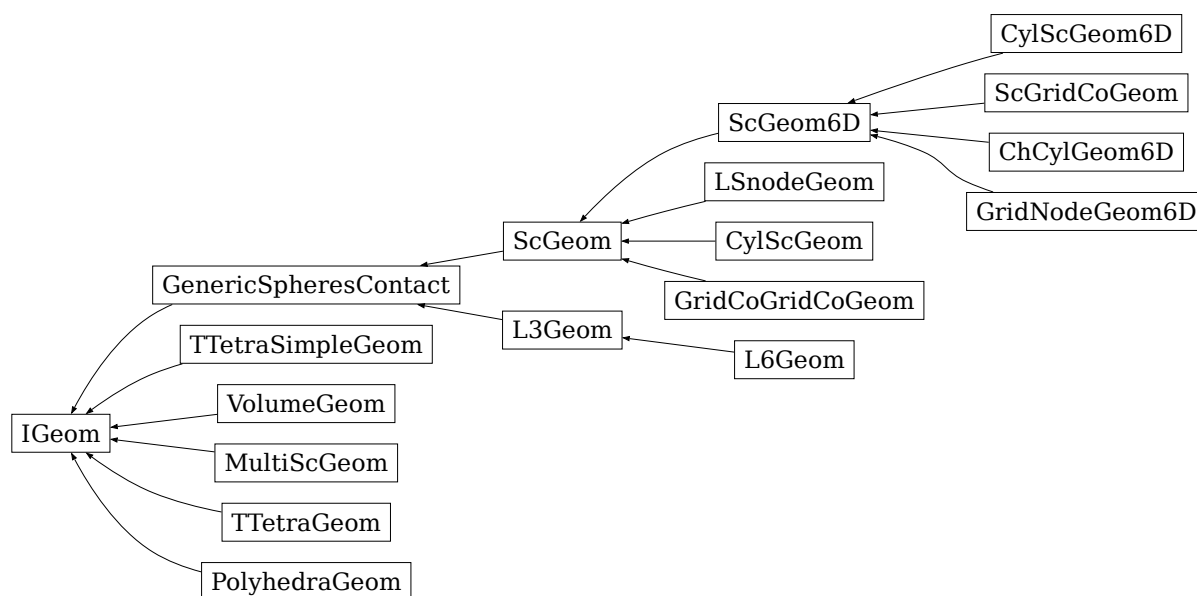 CylScGeom6D
ScGridCoGeom
ScGeom6D
ChCylGeom6D
LSnodeGeom
GridNodeGeom6D
ScGeom
CylScGeom
GenericSpheresContact
GridCoGridCoGeom
L3Geom
TTetraSimpleGeom
L6Geom
VolumeGeom
IGeom
MultiScGeom
TTetraGeom
PolyhedraGeom